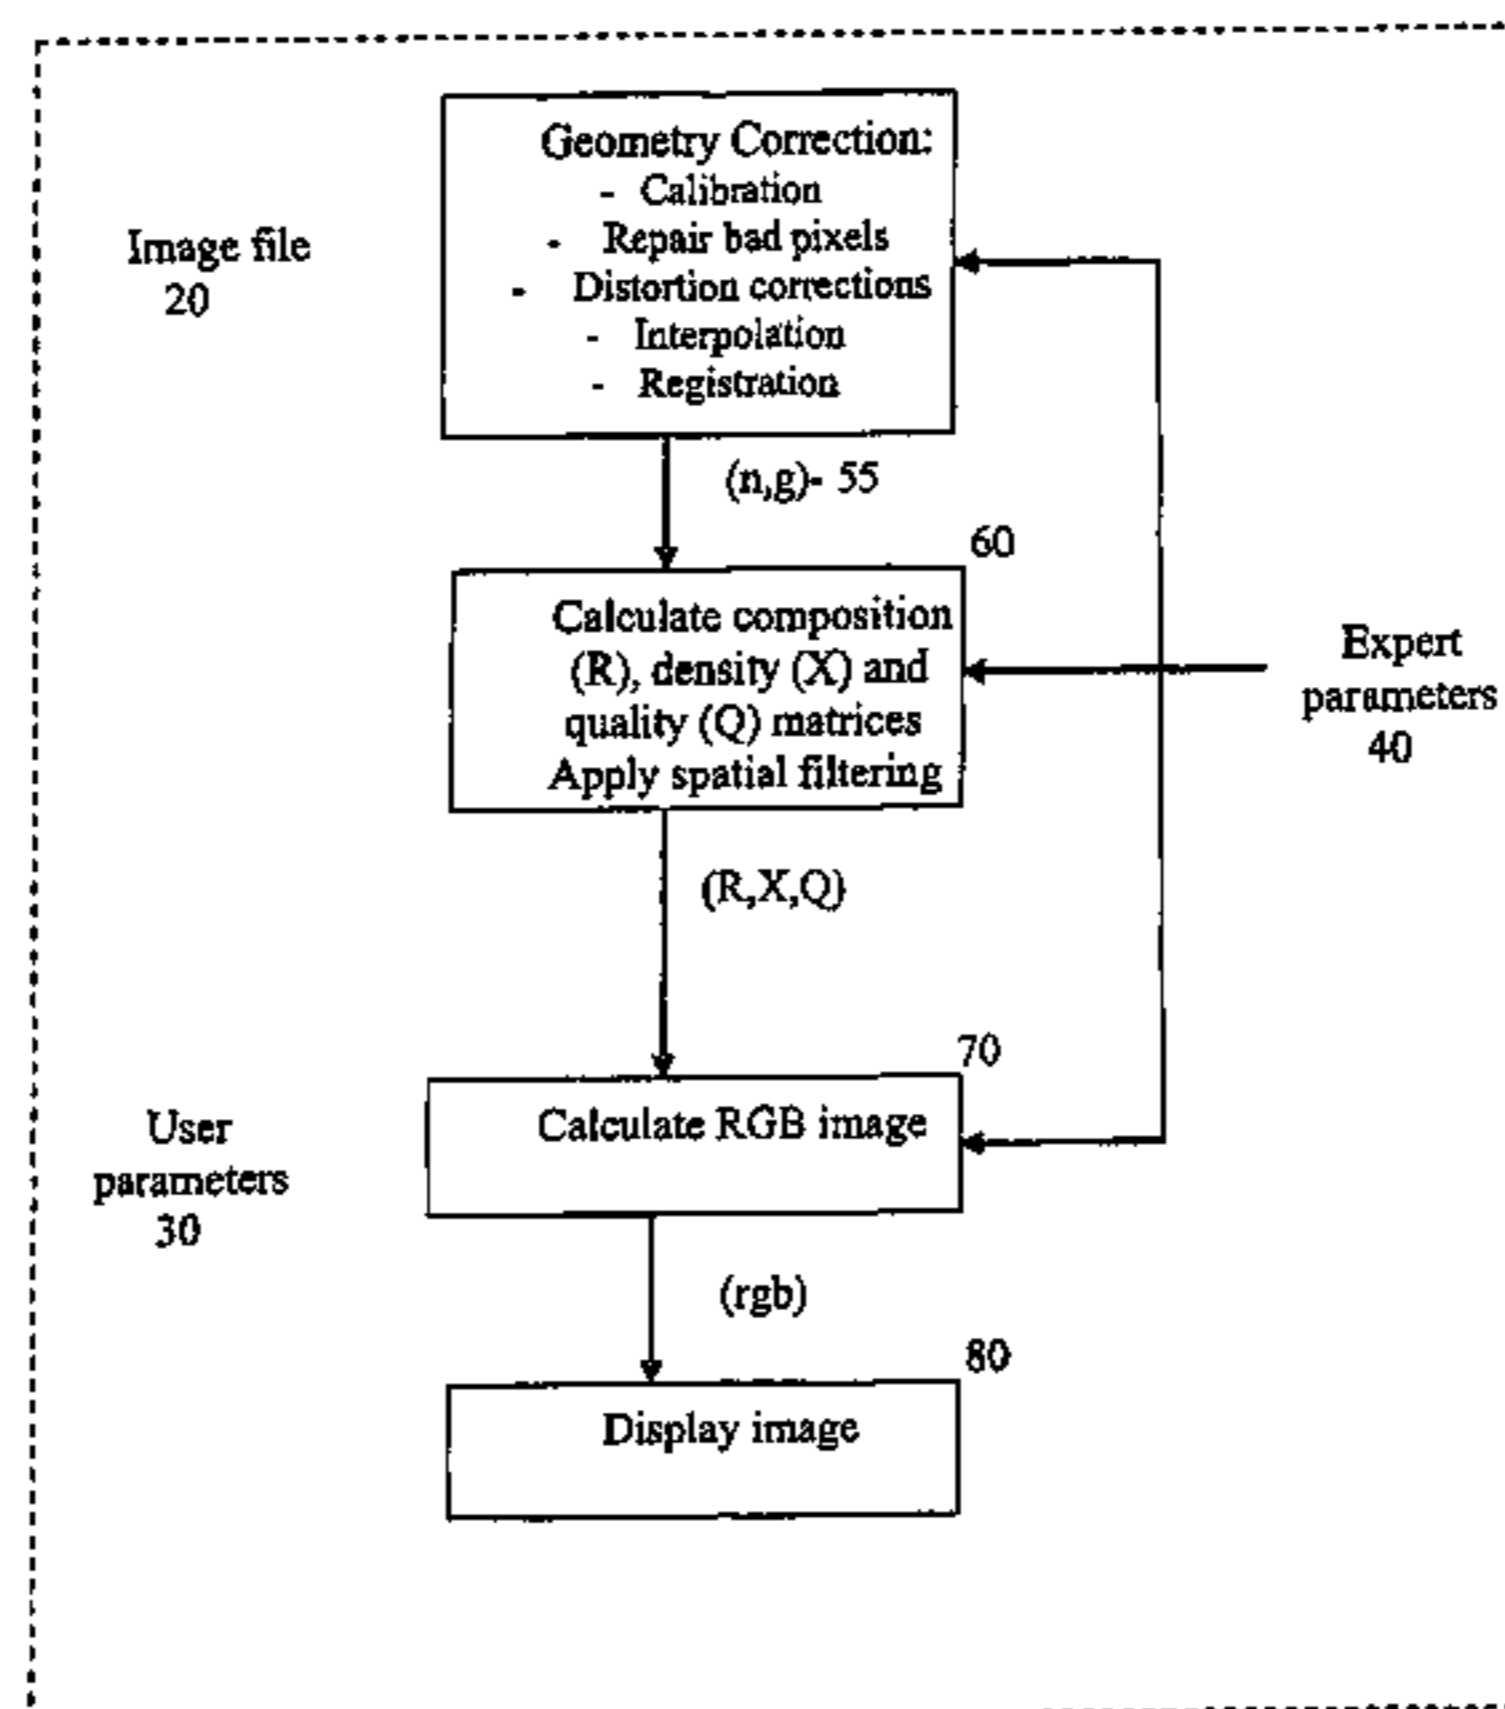 Geometry Correction:
- Calibration
- Repair bad pixels
- Distortion corrections
- Interpolation
- Registration
Image file
20
(n,g)- 55
60
Calculate composition
(R), density (X) and
quality (Q) matrices
Apply spatial filtering
Expert
parameters
40
(R,X,Q)
70
Calculate RGB image
User
parameters
30
(rgb)
80
Display image